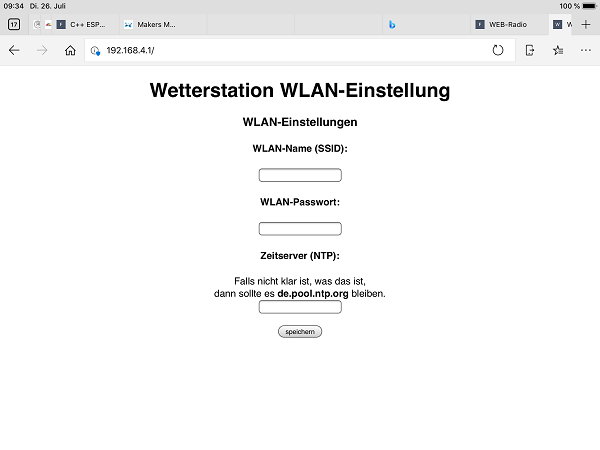 09:34 Di. 26. Juli
100 %
17
C++ ESP...
Makers M...
WEB-Radio
W
192.168.4.1/
Wetterstation WLAN-Einstellung
WLAN-Einstellungen
WLAN-Name (SSID):
WLAN-Passwort:
Zeitserver (NTP):
Falls nicht klar ist, was das ist,
dann sollte es de.pool.ntp.org bleiben.
speichern